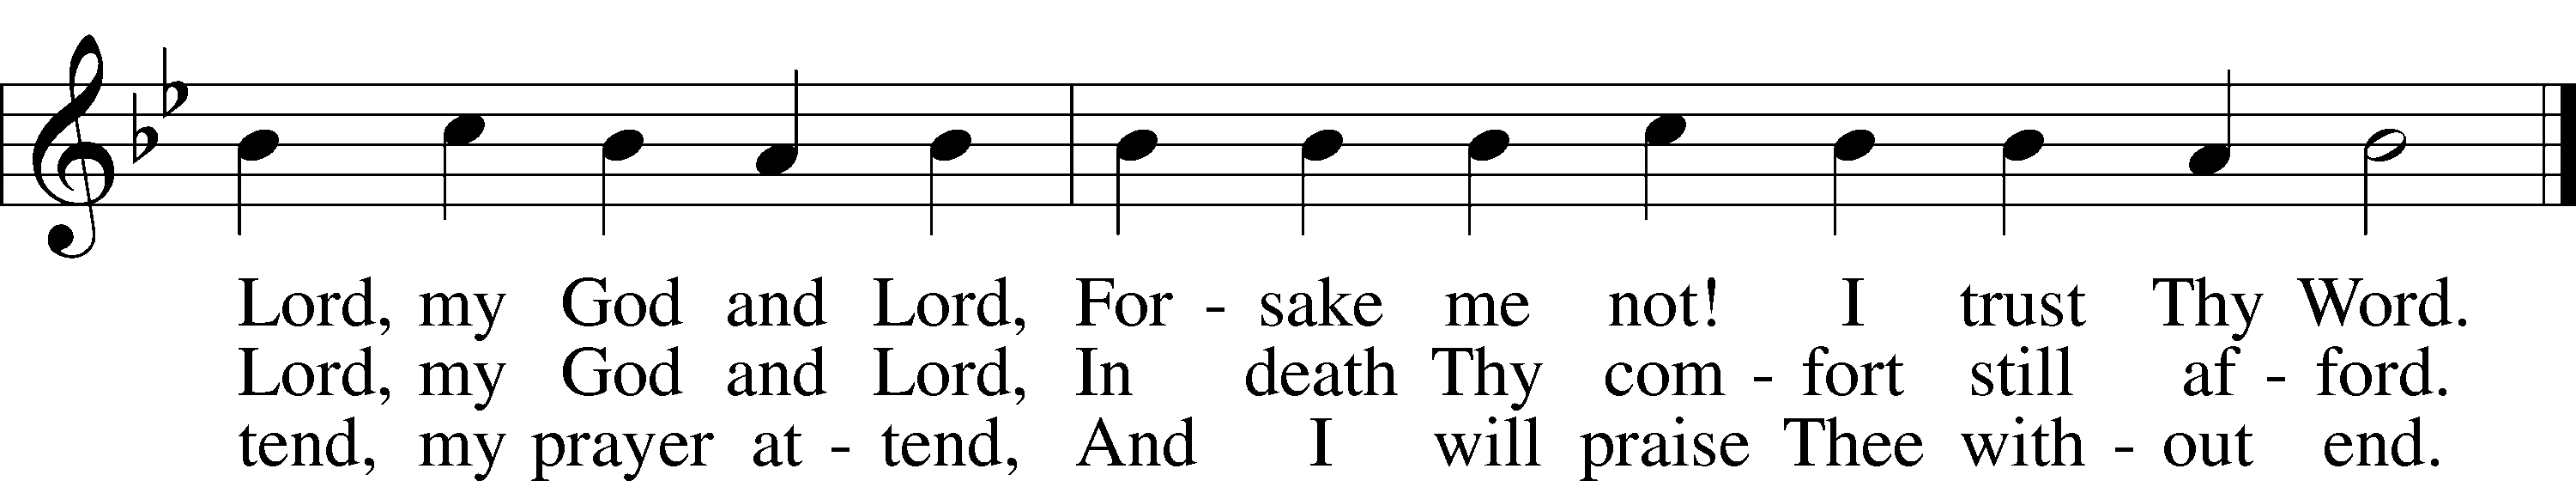 Lord, my God and Lord, For - sake me not! I trust Thy Word.
Lord, my God and Lord, In death Thy com - fort still af - ford.
tend, my prayer at - tend, And I will praise Thee with - out end.